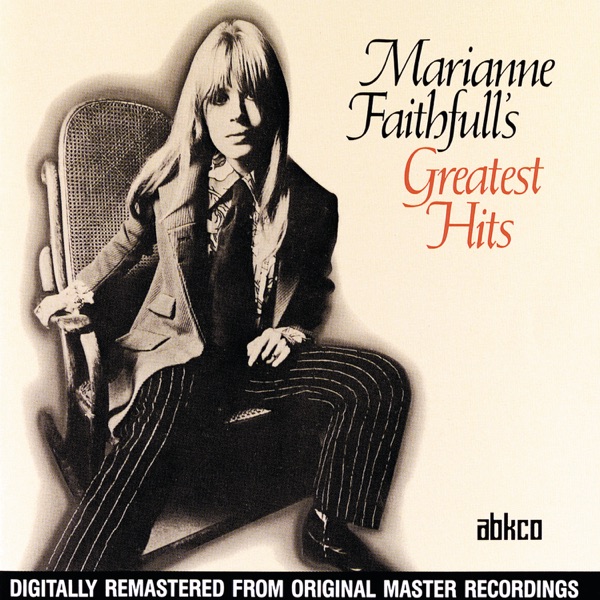 Marianne
Faithfull's
Greatest
Hits
abkco
DIGITALLY REMASTERED FROM ORIGINAL MASTER RECORDINGS